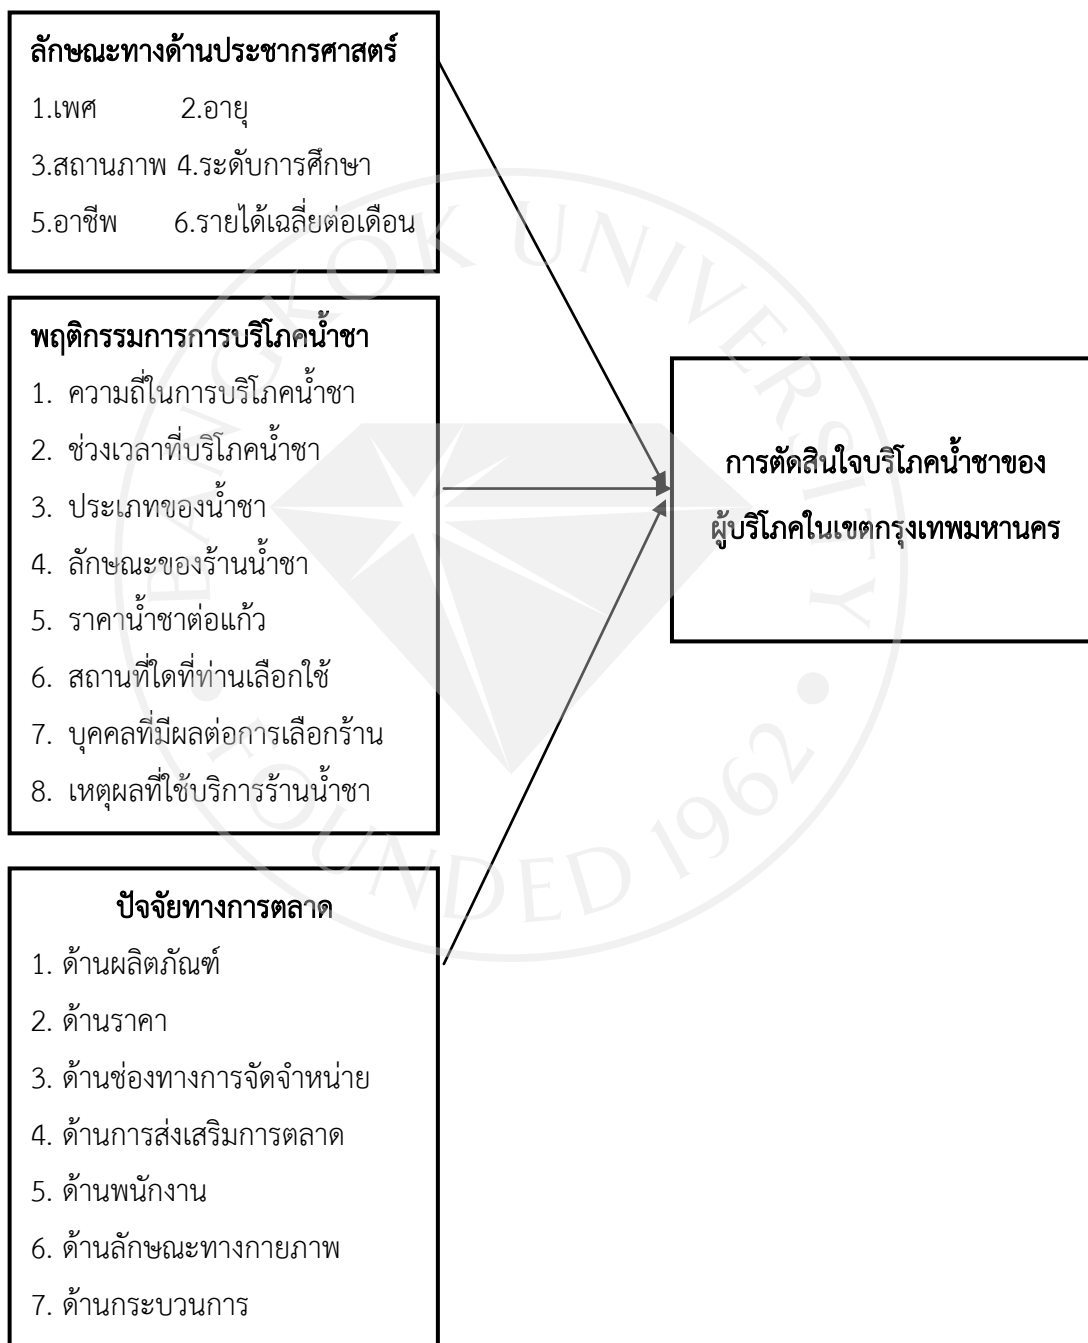 ลักษณะทางด้านประชากรศาสตร์
1.เพศ 2.อายุ
3.สถานภาพ 4.ระดับการศึกษา
5.อาชีพ 6.รายได้เฉลี่ยต่อเดือน
พฤติกรรมการการบริโภคน้ำชา
1. ความถี่ในการบริโภคน้ำชา
2. ช่วงเวลาที่บริโภคน้ำชา
3. ประเภทของน้ำชา
4. ลักษณะของร้านน้ำชา
5. ราคาน้ำชาต่อแก้ว
6. สถานที่ใดที่ท่านเลือกใช้
7. บุคคลที่มีผลต่อการเลือกร้าน
8. เหตุผลที่ใช้บริการร้านน้ำชา
ปัจจัยทางการตลาด
1. ด้านผลิตภัณฑ์
2. ด้านราคา
3. ด้านช่องทางการจัดจำหน่าย
4. ด้านการส่งเสริมการตลาด
5. ด้านพนักงาน
6. ด้านลักษณะทางกายภาพ
7. ด้านกระบวนการ
การตัดสินใจบริโภคน้ำชาของ
ผู้บริโภคในเขตกรุงเทพมหานคร
BANGKOK UNIVERSITY
FOUNDED 1962